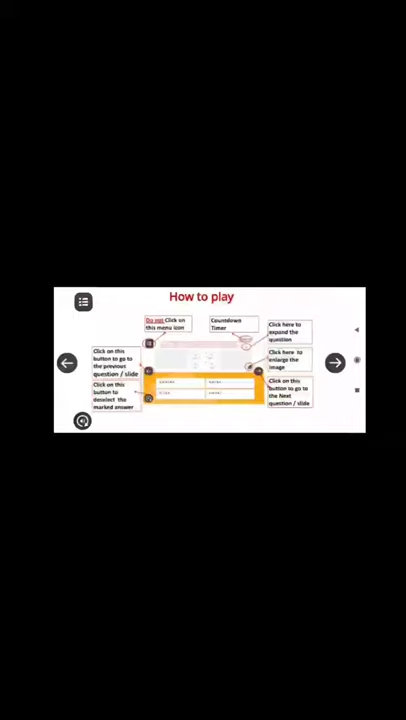 How to play
Do not Click on
this menu icon
Countdown
Timer
Click here to
expand the
question
Click on this
button to go to
the previous
question / slide
Click here to
enlarge the
image
Click on this
button to
deselect the
marked answer
Click on this
button to go to
the Next
question / slide